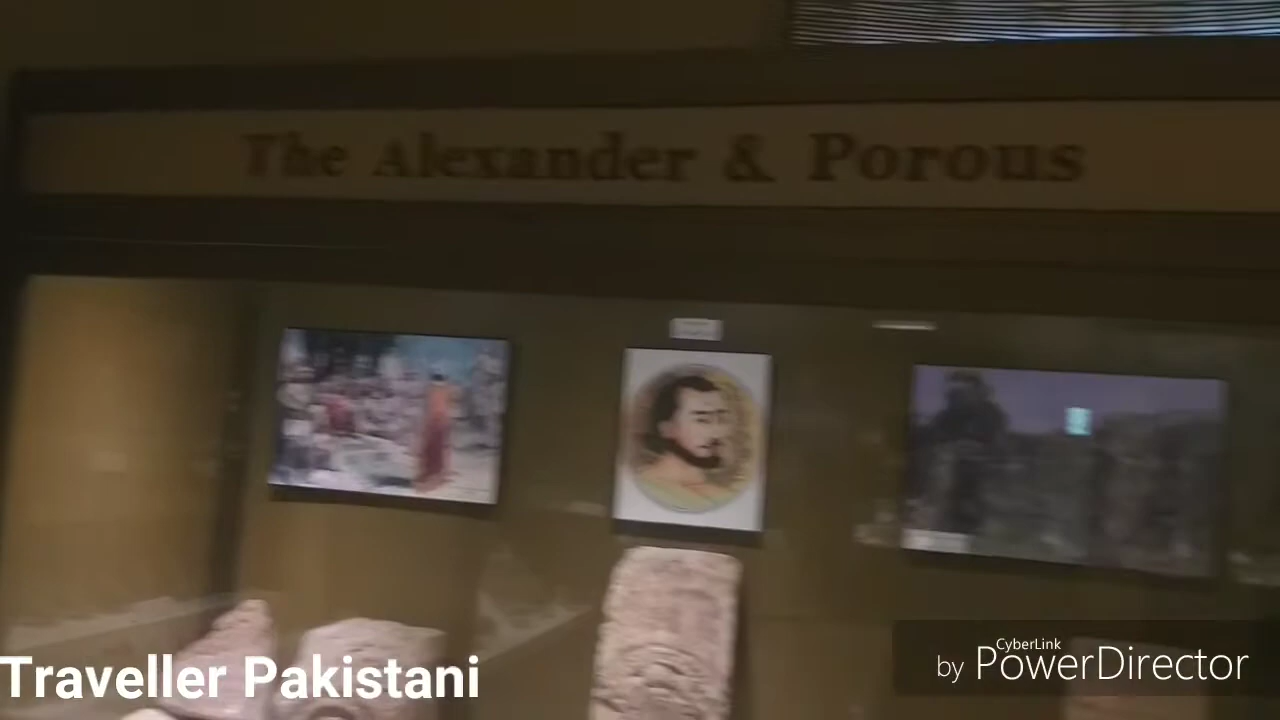 The Alexander & Porous
Traveller Pakistani
CyberLink
by PowerDirector